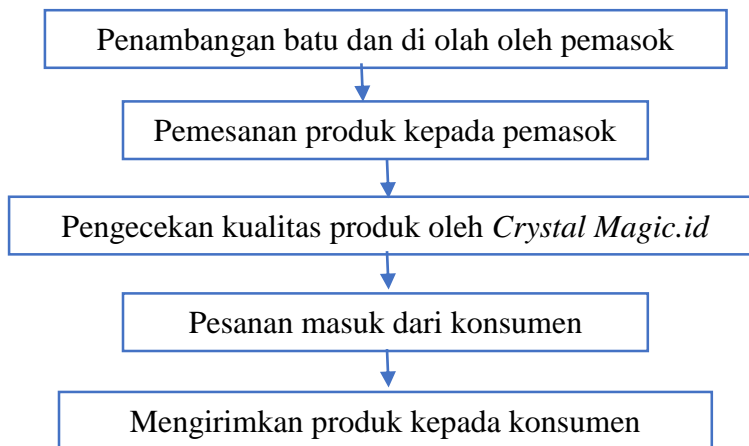 Penambangan batu dan di olah oleh pemasok
Pemesanan produk kepada pemasok
Pengecekan kualitas produk oleh Crystal Magic.id
Pesanan masuk dari konsumen
Mengirimkan produk kepada konsumen